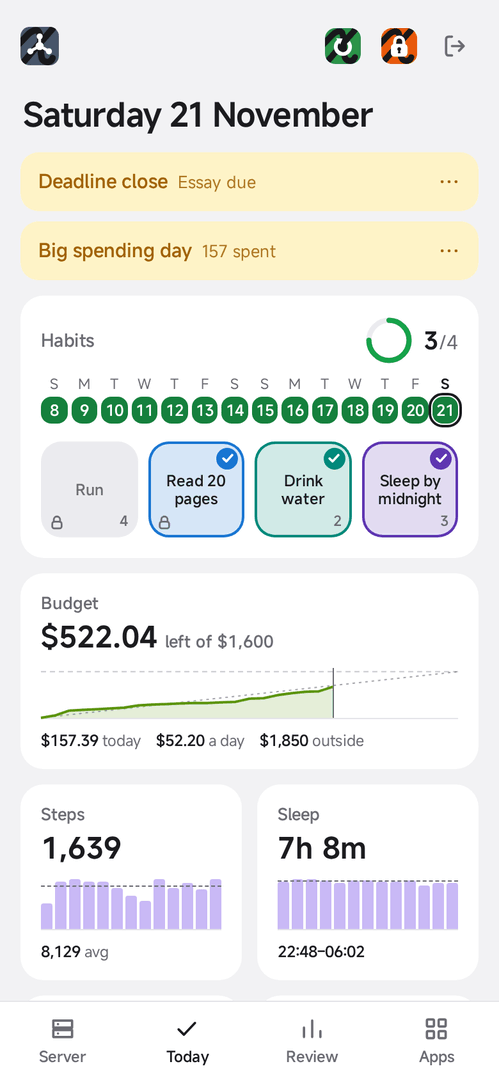 Saturday 21 November
Deadline close Essay due ...
Big spending day 157 spent ...
Habits 3/4
S M T W T F S S M T W T F S
8 9 10 11 12 13 14 15 16 17 18 19 20 21
Run
4
Read 20
pages
Drink
water
2
Sleep by
midnight
3
Budget
$522.04 left of $1,600
$157.39 today $52.20 a day $1,850 outside
Steps
1,639
8,129 avg
Sleep
7h 8m
22:48–06:02
Server Today Review Apps